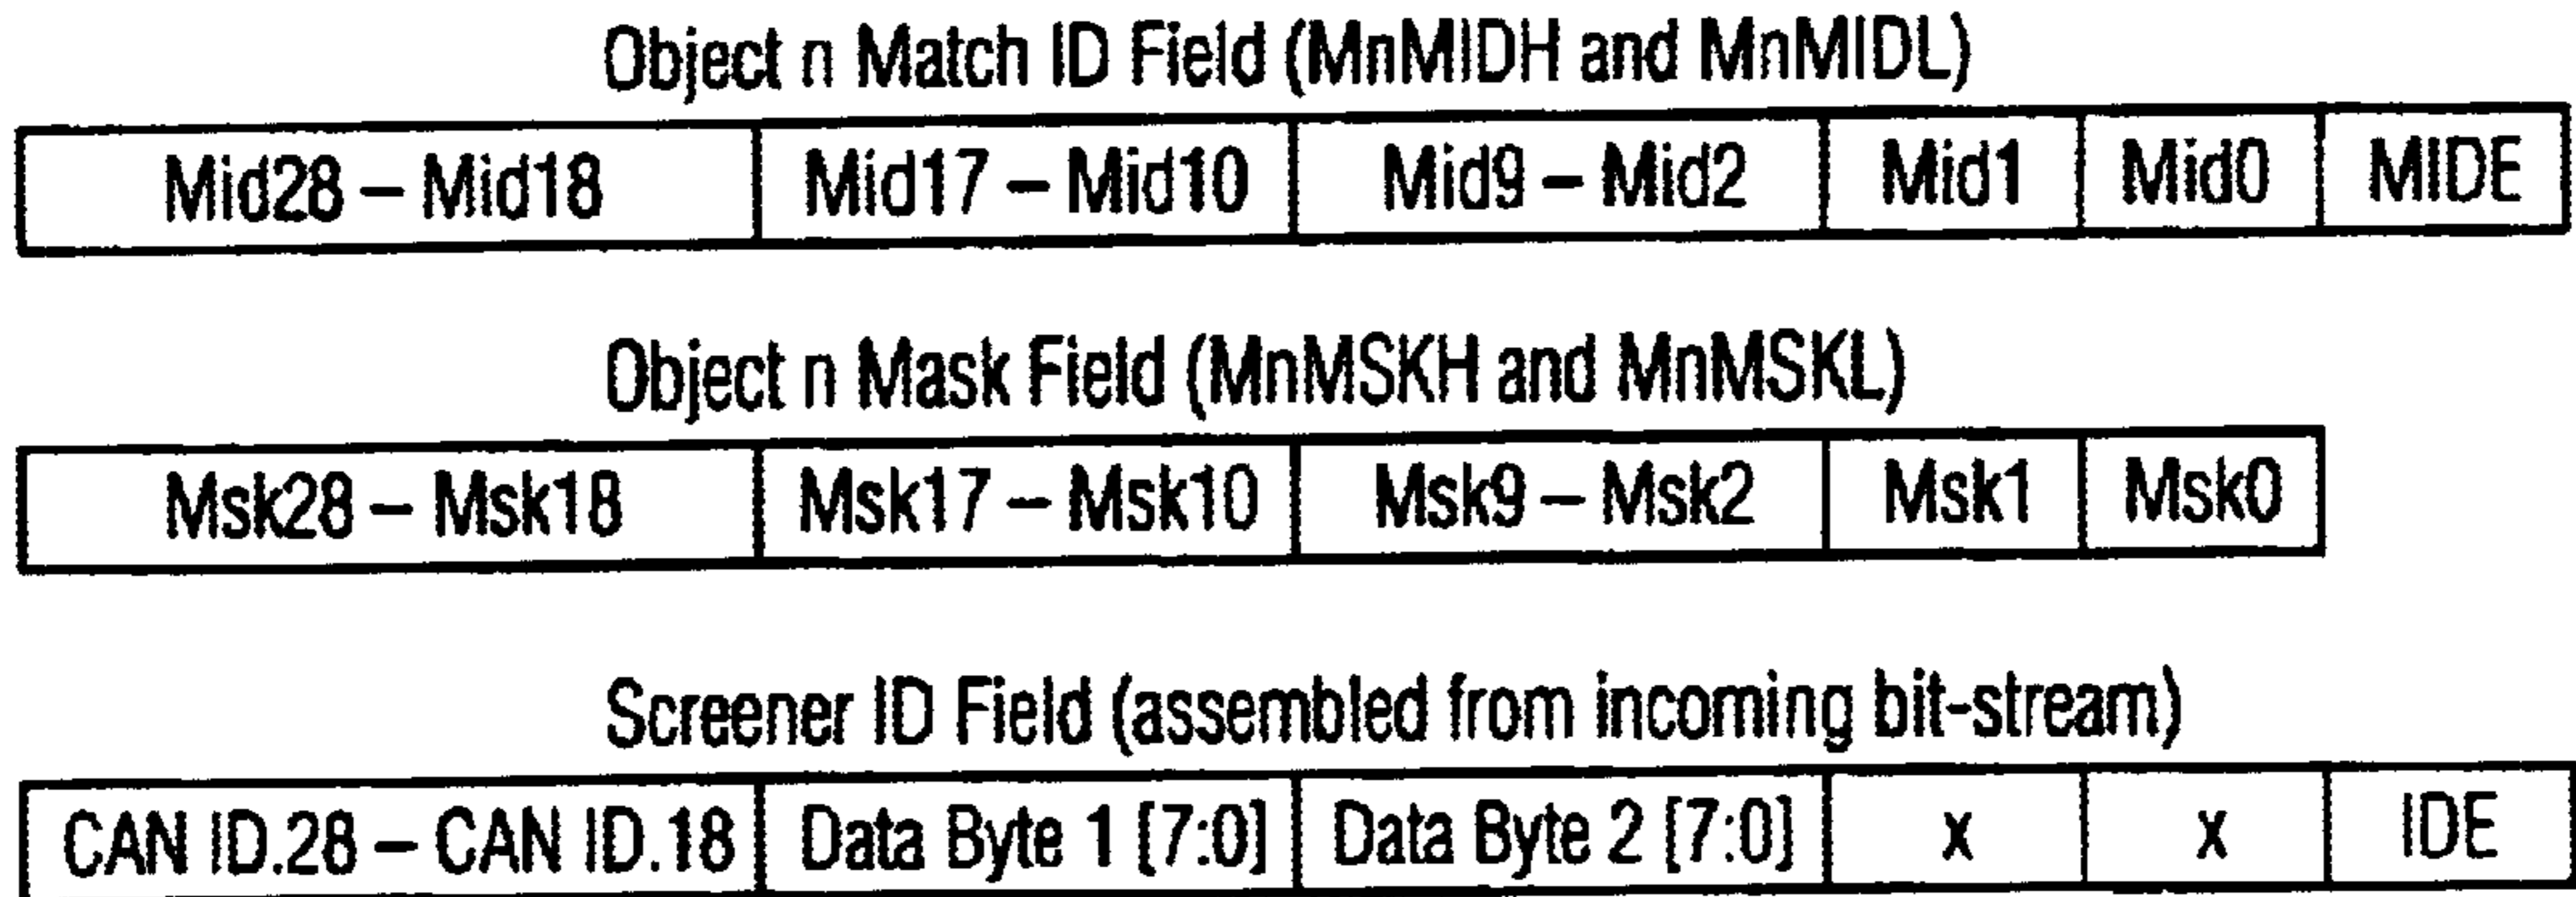 Object n Match ID Field (MnMIDH and MnMIDL)
Mid28 – Mid18 Mid17 – Mid10 Mid9 – Mid2 Mid1 Mid0 MIDE
Object n Mask Field (MnMSKH and MnMSKL)
Msk28 – Msk18 Msk17 – Msk10 Msk9 – Msk2 Msk1 Msk0
Screener ID Field (assembled from incoming bit-stream)
CAN ID.28 – CAN ID.18 Data Byte 1 [7:0] Data Byte 2 [7:0] x x IDE